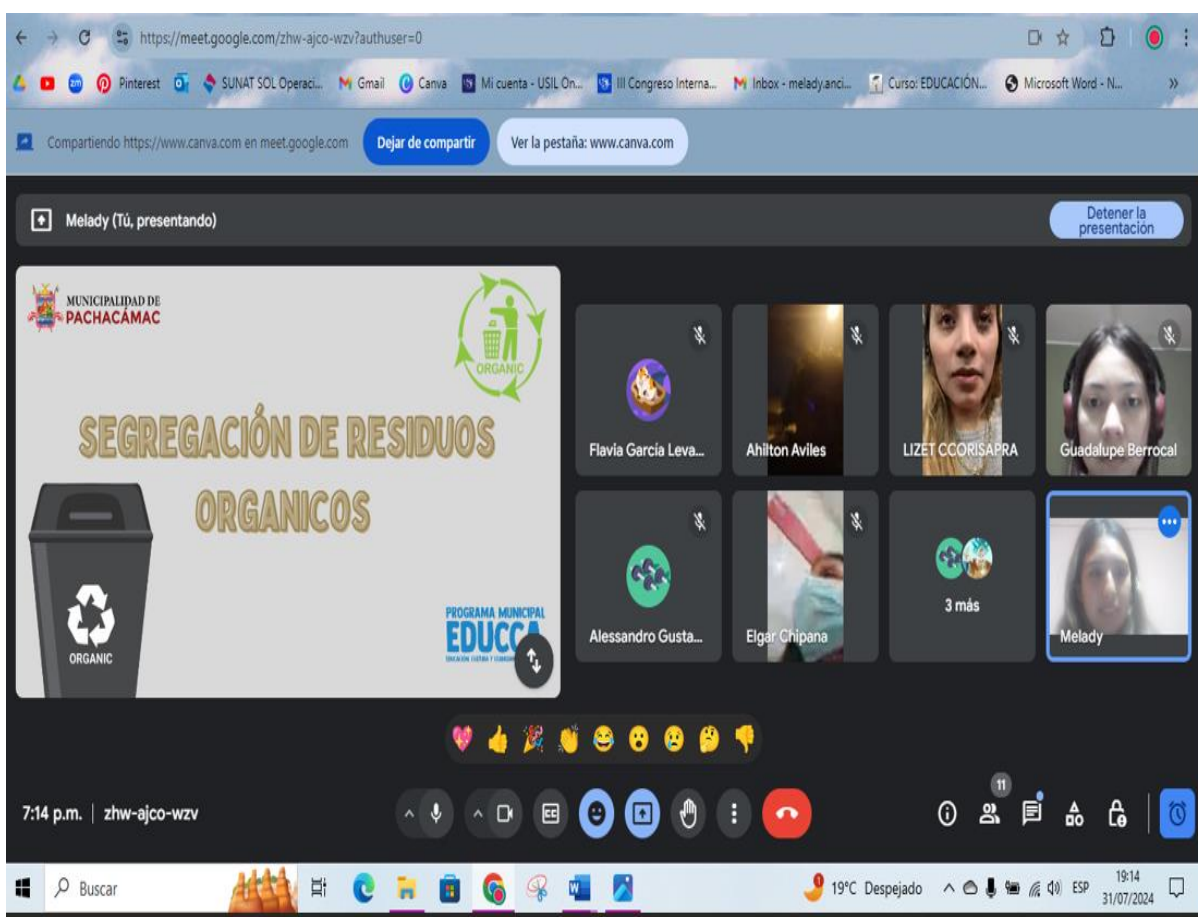 https://meet.google.com/zhw-ajco-wzv?authuser=0
Pinterest
SUNAT SOL Operaci...
Gmail
Canva
Mi cuenta - USIL On...
III Congreso Interna...
Inbox - melady.anci...
Curso: EDUCACIÓN...
Microsoft Word - N...
Compartiendo https://www.canva.com en meet.google.com
Dejar de compartir
Ver la pestaña: www.canva.com
Melady (Tú, presentando)
Detener la
presentación
MUNICIPALIDAD DE
PACHACÁMAC
ORGANIC
SEGREGACIÓN DE RESIDUOS
ORGANICOS
ORGANIC
PROGRAMA MUNICIPAL
EDUCCA
Flavia García Leva...
Ahilton Aviles
LIZET CCORISAPRA
Guadalupe Berrocal
Alessandro Gusta...
Elgar Chipana
3 más
Melady
7:14 p.m. | zhw-ajco-wzv
CC
11
Buscar
19°C Despejado
ESP
19:14
31/07/2024